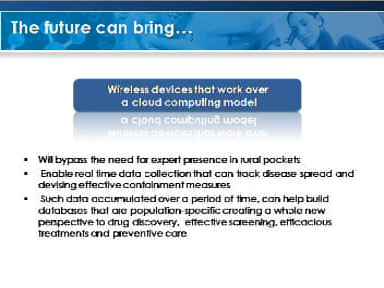 The future can bring...
Wireless devices that work over
a cloud computing model
• Will bypass the need for expert presence in rural pockets
• Enable real time data collection that can track disease spread and
devising effective containment measures
• Such data accumulated over a period of time, can help build
databases that are population-specific creating a whole new
perspective to drug discovery, effective screening, efficacious
treatments and preventive care